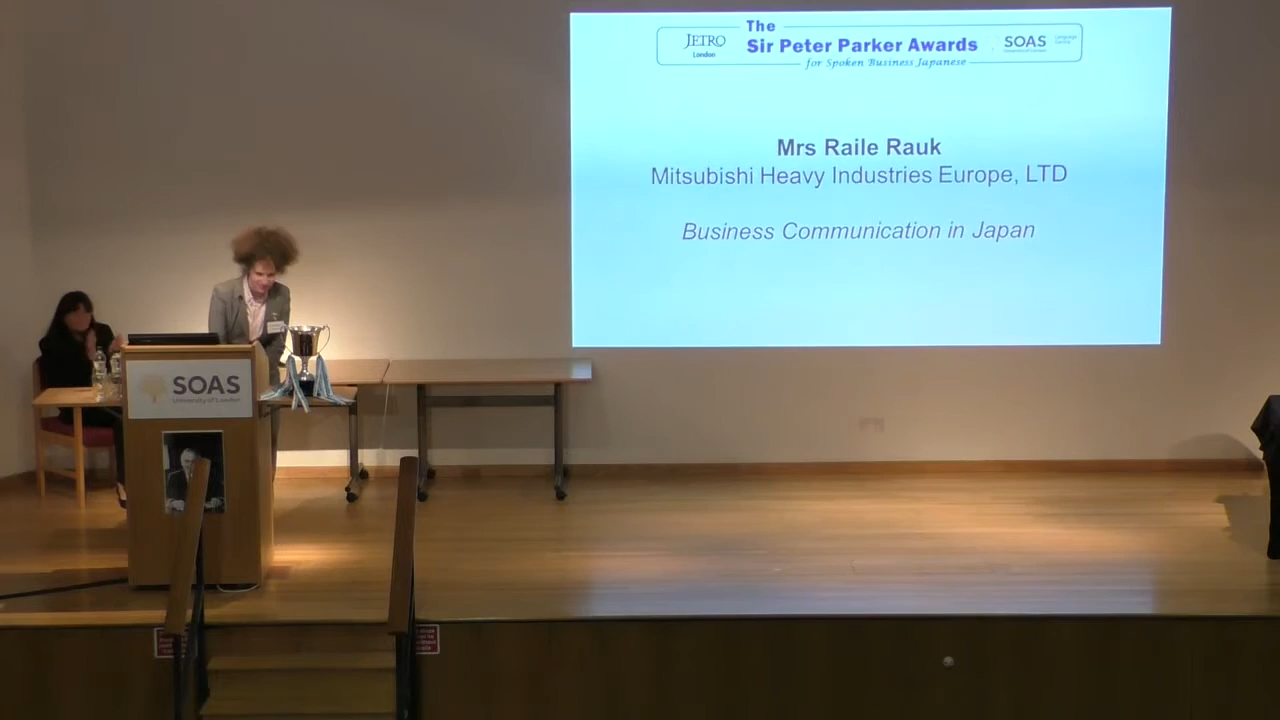 The
JETRO
London
Sir Peter Parker Awards
for Spoken Business Japanese
SOAS
Mrs Raile Rauk
Mitsubishi Heavy Industries Europe, LTD
Business Communication in Japan
SOAS
University of London